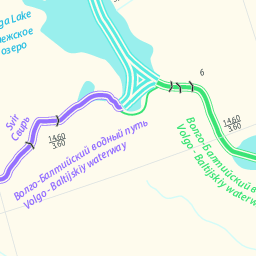 ga Lake
жское
озеро
6
Svir
Свирь
14.60
3.60
14.60
3.60
Волго-Балтийский водный путь
Volgo - Baltijskiy waterway
Волго-Балтийский в
Volgo - Baltijskiy waterw